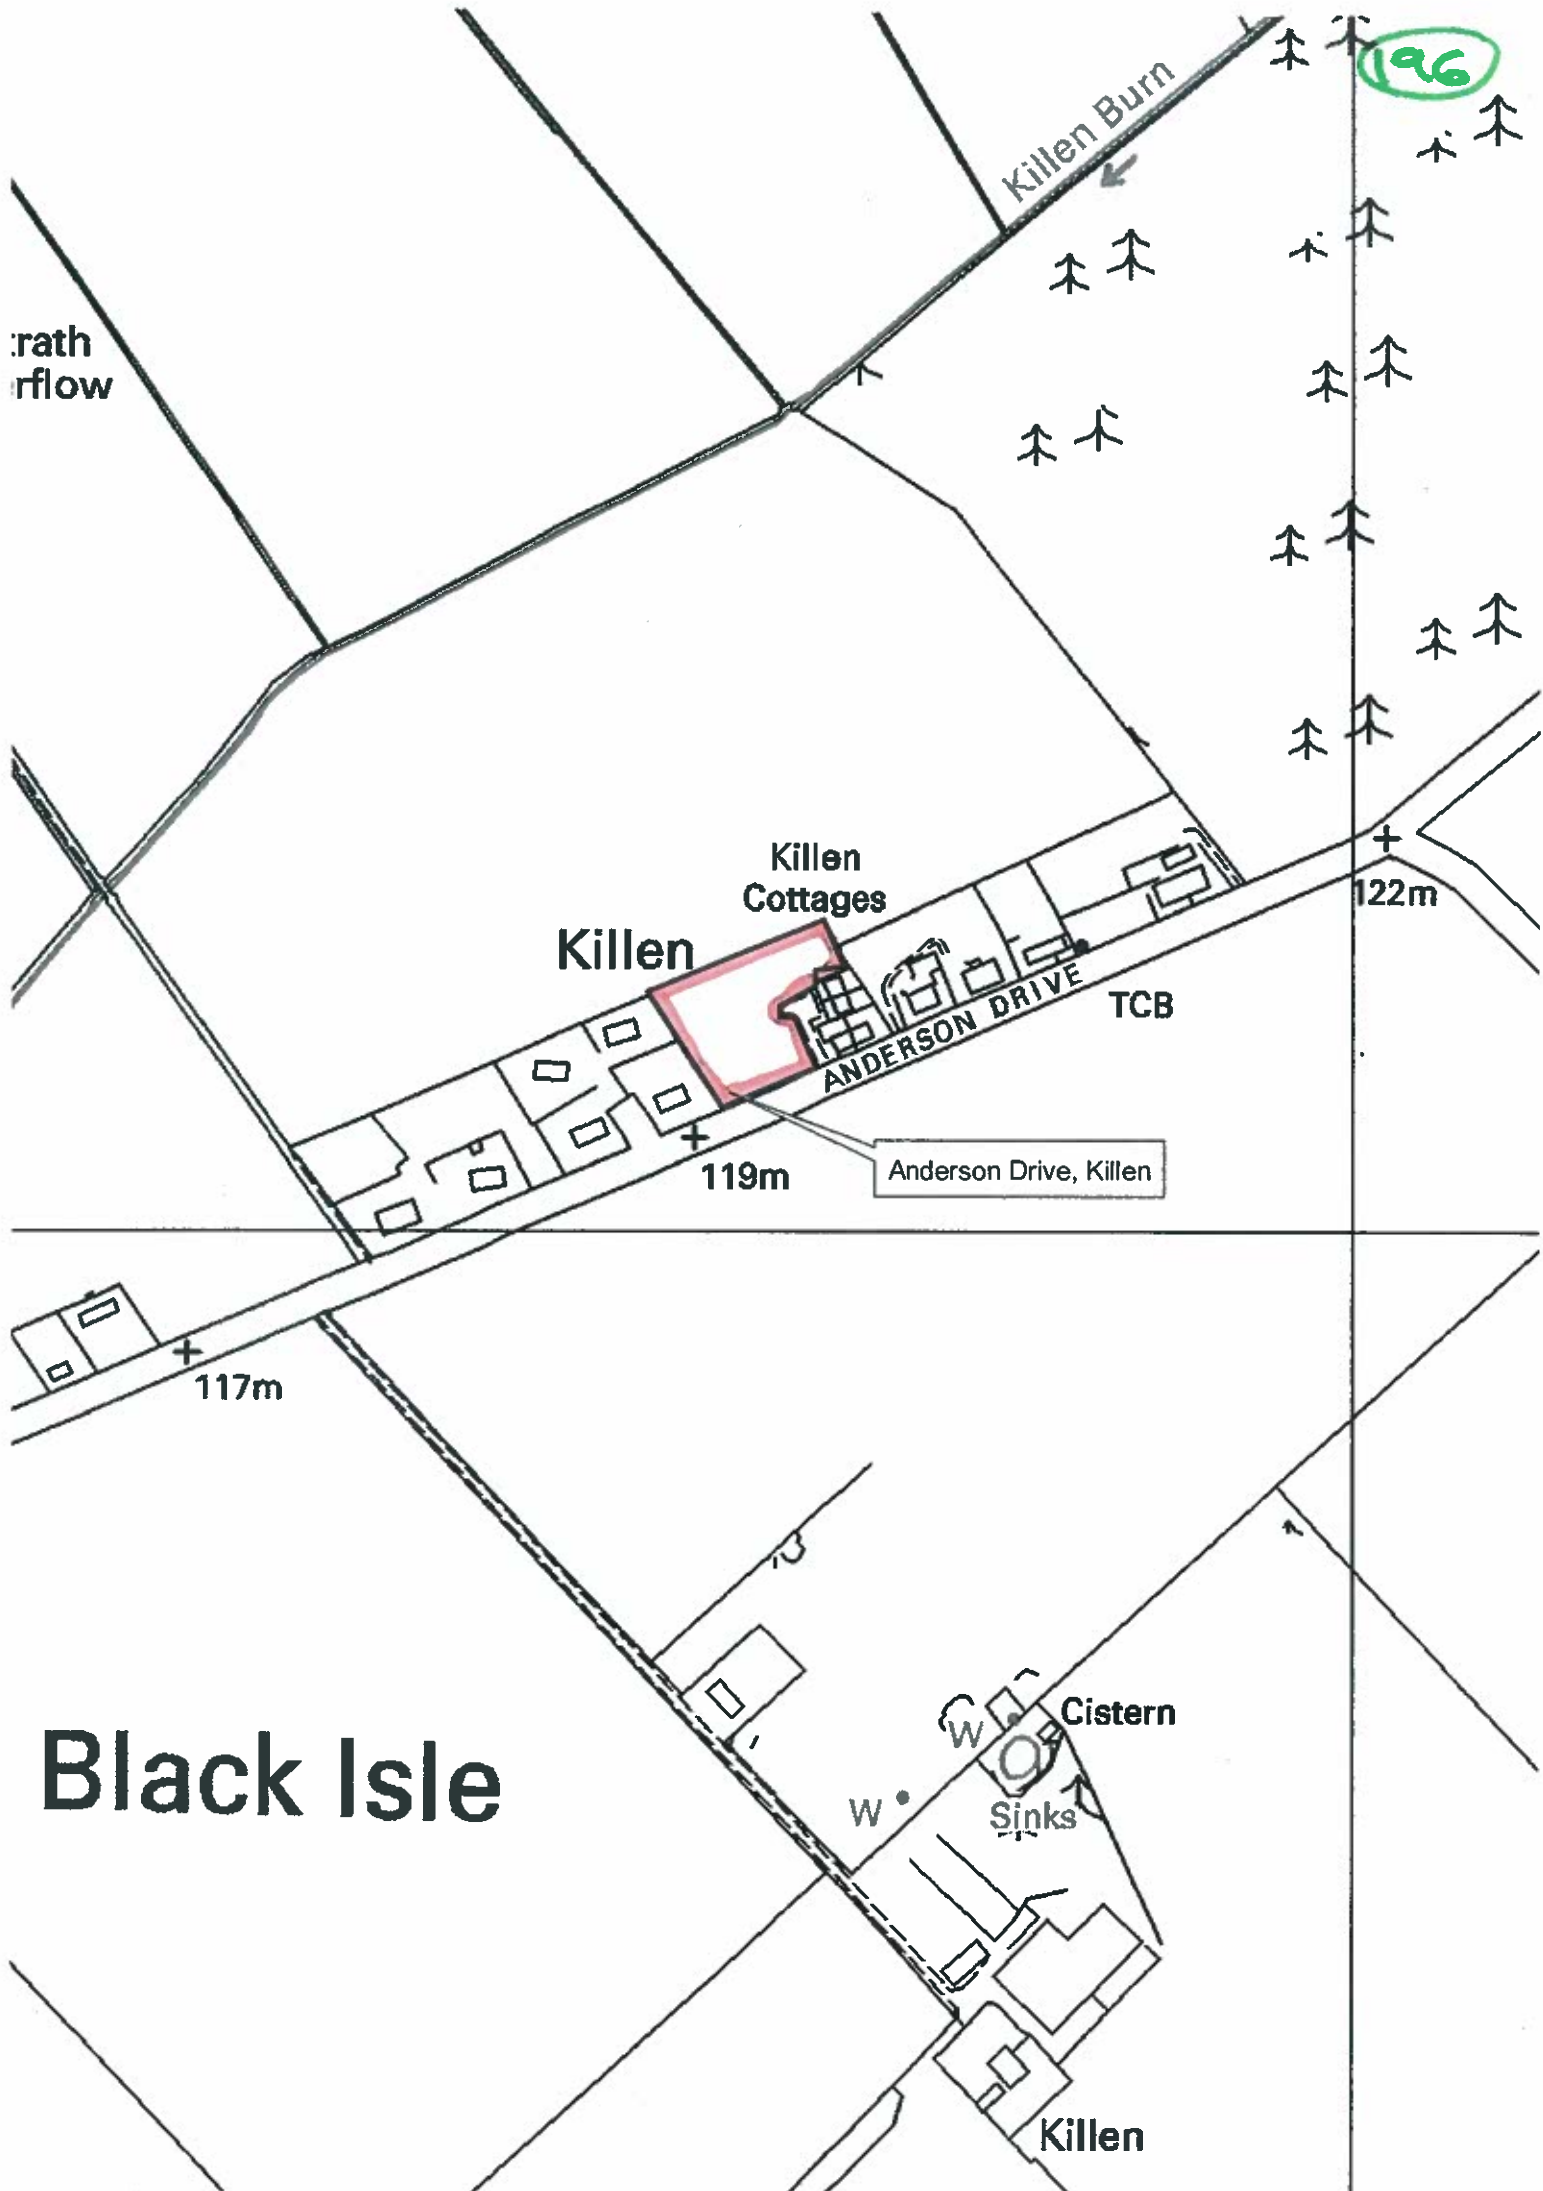 196
Killen Burn
:rath
rflow
Killen
Cottages
Killen
122m
ANDERSON DRIVE
TCB
119m
Anderson Drive, Killen
117m
Black Isle
Cistern
W
W
Sinks
Killen